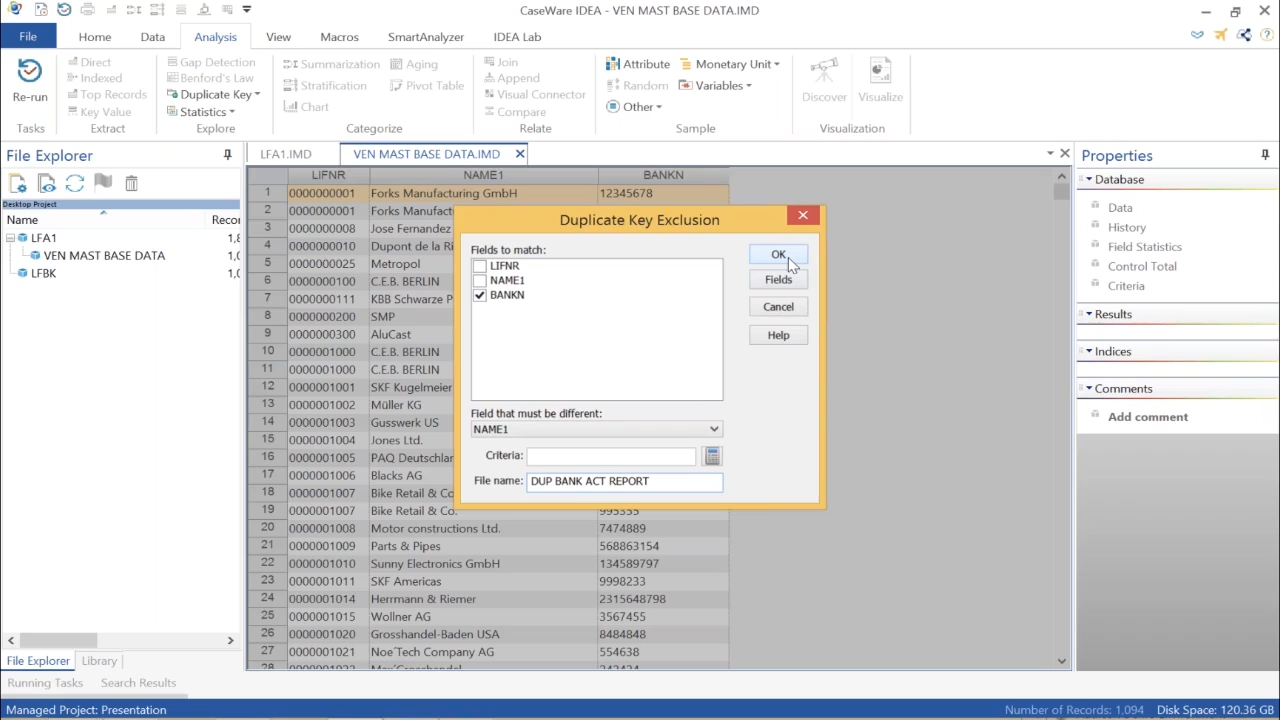 CaseWare IDEA - VEN MAST BASE DATA.IMD
File Home Data Analysis View Macros SmartAnalyzer IDEA Lab
Re-run
Tasks
Direct
Indexed
Top Records
Key Value
Extract
Gap Detection
Benford's Law
Duplicate Key
Statistics
Explore
Summarization
Stratification
Chart
Aging
Pivot Table
Categorize
Join
Append
Visual Connector
Compare
Relate
Attribute
Random
Other
Monetary Unit
Variables
Sample
Discover
Visualize
Visualization
File Explorer
Desktop Project
Name Recor
LFA1 1,8
VEN MAST BASE DATA 1,0
LFBK 1,0
File Explorer Library
Running Tasks Search Results
LFA1.IMD VEN MAST BASE DATA.IMD
LIFNR NAME1 BANKN
1 0000000001 Forks Manufacturing GmbH 12345678
2 0000000001 Forks Manufact
3 0000000008 Jose Fernandez
4 0000000010 Dupont de la Ri
5 0000000025 Metropol
6 0000000100 C.E.B. BERLIN
7 0000000111 KBB Schwarze P
8 0000000200 SMP
9 0000000300 AluCast
10 0000001000 C.E.B. BERLIN
11 0000001000 C.E.B. BERLIN
12 0000001001 SKF Kugelmeier
13 0000001002 Müller KG
14 0000001003 Gusswerk US
15 0000001004 Jones Ltd.
16 0000001005 PAQ Deutschlan
17 0000001006 Blacks AG
18 0000001007 Bike Retail & Co
19 0000001007 Bike Retail & Co. 995555
20 0000001008 Motor constructions Ltd. 7474889
21 0000001009 Parts & Pipes 568863154
22 0000001010 Sunny Electronics GmbH 134589797
23 0000001011 SKF Americas 9998233
24 0000001014 Herrmann & Riemer 2315648798
25 0000001015 Wollner AG 3567455
26 0000001020 Grosshandel-Baden USA 8484848
27 0000001021 Noe´Tech Company AG 554638
28
Duplicate Key Exclusion
Fields to match:
LIFNR
NAME1
BANKN
OK
Fields
Cancel
Help
Field that must be different:
NAME1
Criteria:
File name: DUP BANK ACT REPORT
Properties
Database
Data
History
Field Statistics
Control Total
Criteria
Results
Indices
Comments
Add comment
Managed Project: Presentation Number of Records: 1,094 Disk Space: 120.36 GB